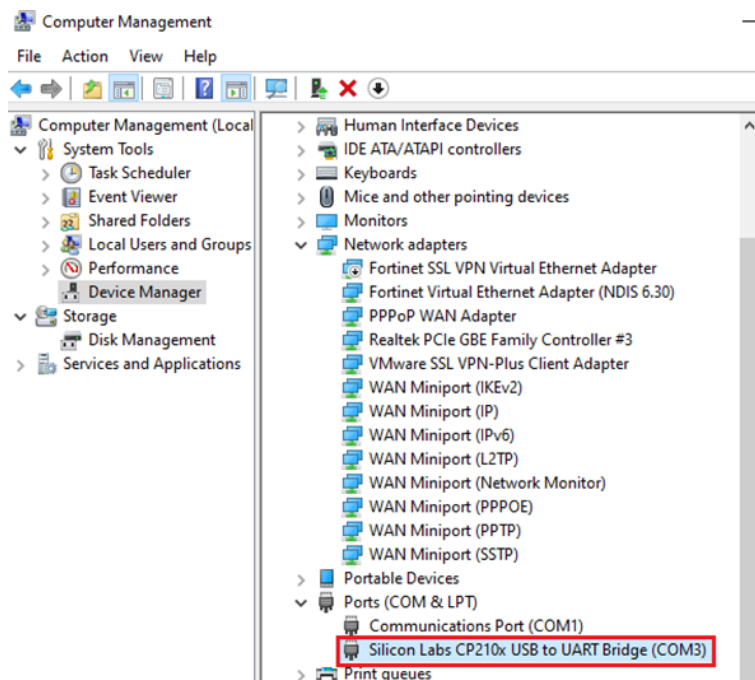 Computer Management
File Action View Help
Computer Management (Local
System Tools
Task Scheduler
Event Viewer
Shared Folders
Local Users and Groups
Performance
Device Manager
Storage
Disk Management
Services and Applications
Human Interface Devices
IDE ATA/ATAPI controllers
Keyboards
Mice and other pointing devices
Monitors
Network adapters
Fortinet SSL VPN Virtual Ethernet Adapter
Fortinet Virtual Ethernet Adapter (NDIS 6.30)
PPPoP WAN Adapter
Realtek PCIe GBE Family Controller #3
VMware SSL VPN-Plus Client Adapter
WAN Miniport (IKEv2)
WAN Miniport (IP)
WAN Miniport (IPv6)
WAN Miniport (L2TP)
WAN Miniport (Network Monitor)
WAN Miniport (PPPOE)
WAN Miniport (PPTP)
WAN Miniport (SSTP)
Portable Devices
Ports (COM & LPT)
Communications Port (COM1)
Silicon Labs CP210x USB to UART Bridge (COM3)
Print queues